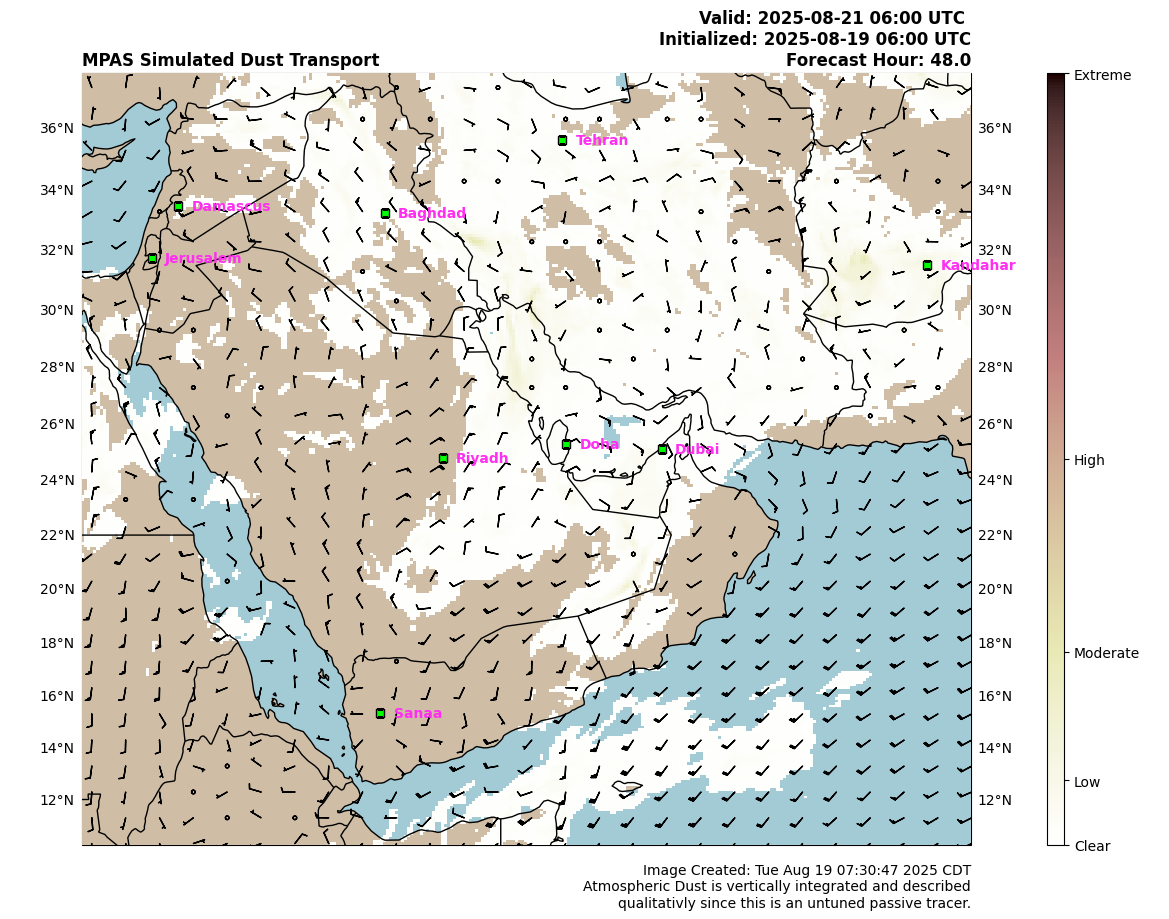 Valid: 2025-08-21 06:00 UTC
Initialized: 2025-08-19 06:00 UTC
MPAS Simulated Dust Transport
Forecast Hour: 48.0
Extreme
36°N
Tehran
36°N
34°N
Damascus
Baghdad
34°N
32°N
Jerusalem
32°N
Kandahar
30°N
30°N
28°N
28°N
26°N
26°N
Doha
Dubai
Riyadh
High
24°N
24°N
22°N
22°N
20°N
20°N
18°N
18°N
Moderate
16°N
16°N
Sanaa
14°N
14°N
Low
12°N
12°N
Clear
Image Created: Tue Aug 19 07:30:47 2025 CDT
Atmospheric Dust is vertically integrated and described
qualitativly since this is an untuned passive tracer.